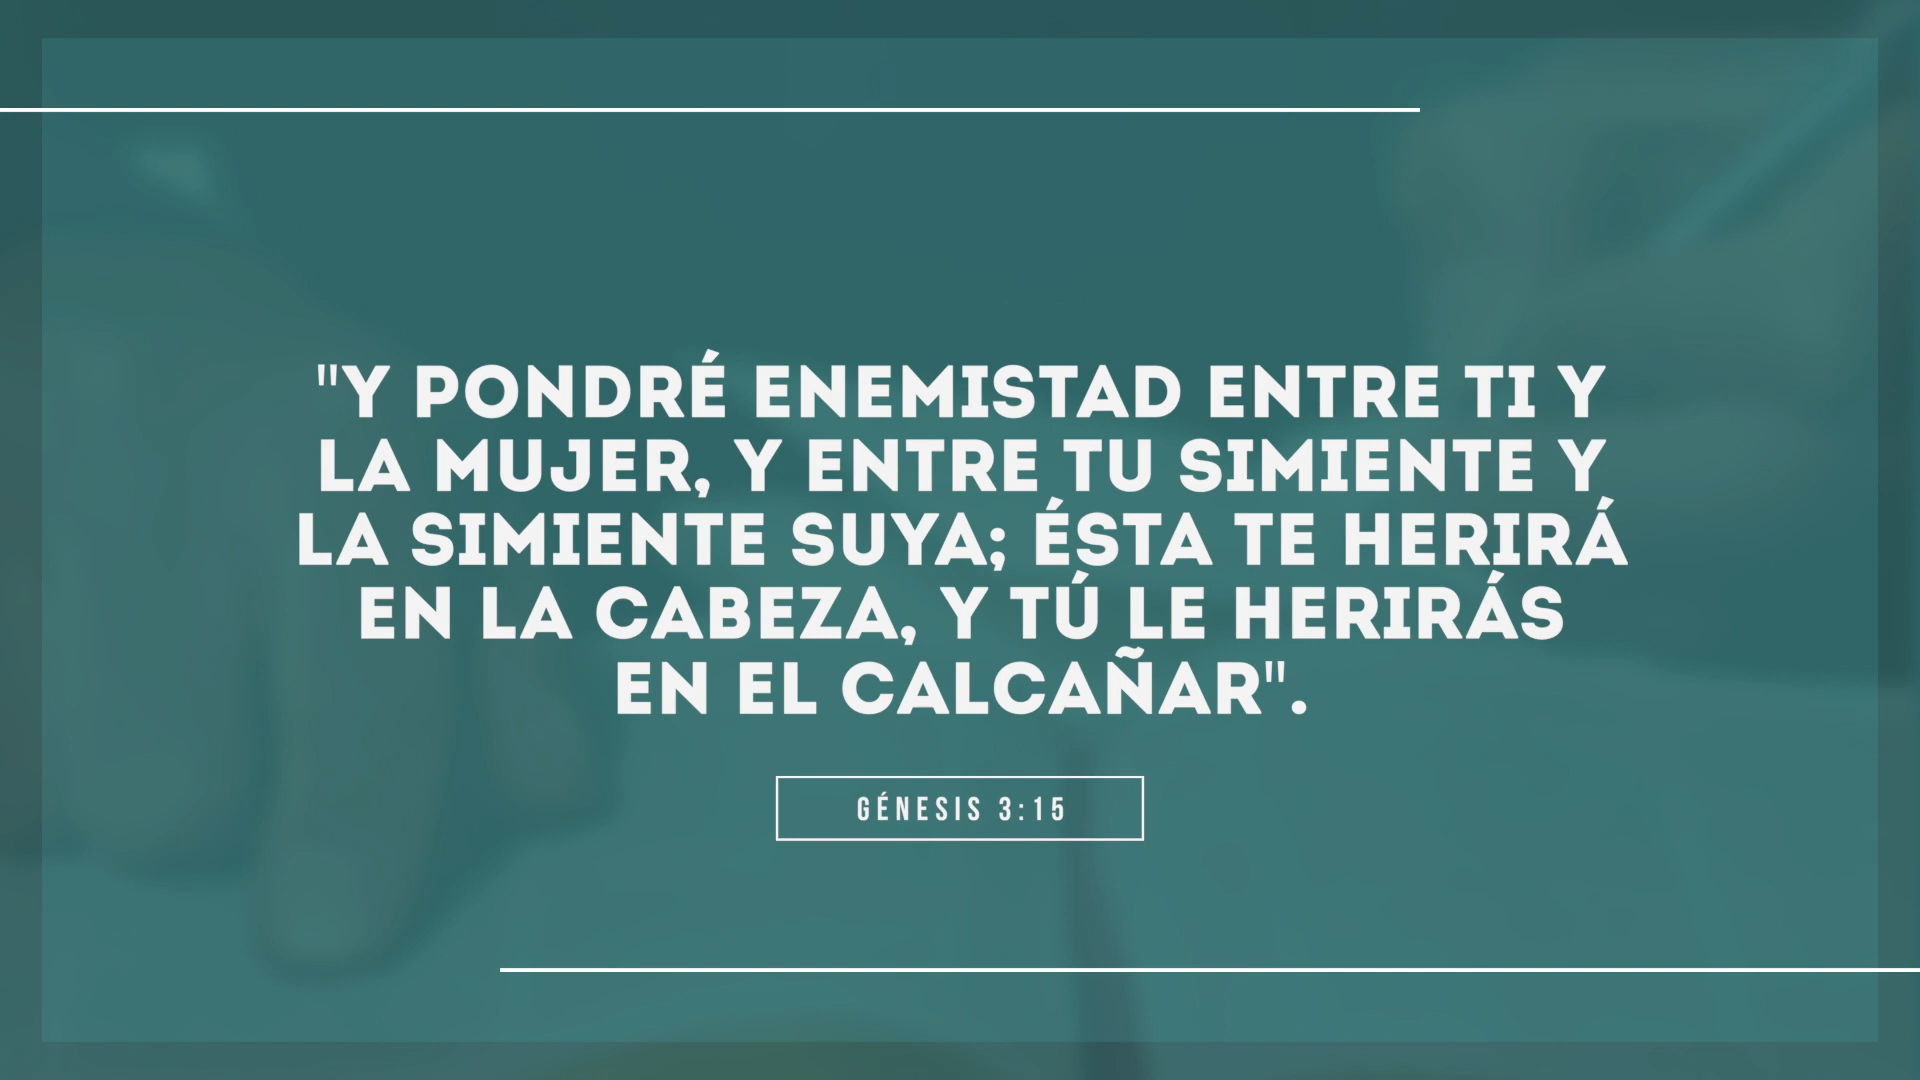 "Y PONDRÉ ENEMISTAD ENTRE TI Y
LA MUJER, Y ENTRE TU SIMIENTE Y
LA SIMIENTE SUYA; ÉSTA TE HERIRÁ
EN LA CABEZA, Y TÚ LE HERIRÁS
EN EL CALCAÑAR".
GÉNESIS 3:15